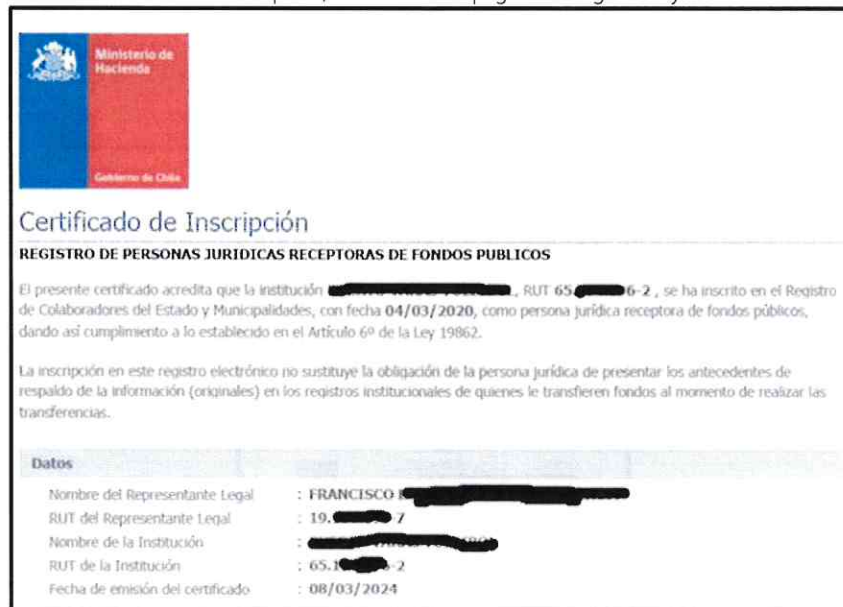 Ministerio de
Hacienda
Gobierno de Chile
Certificado de Inscripción
REGISTRO DE PERSONAS JURIDICAS RECEPTORAS DE FONDOS PUBLICOS
El presente certificado acredita que la institución , RUT 65. 6-2 , se ha inscrito en el Registro
de Colaboradores del Estado y Municipalidades, con fecha 04/03/2020, como persona jurídica receptora de fondos públicos,
dando así cumplimiento a lo establecido en el Artículo 6º de la Ley 19862.
La inscripción en este registro electrónico no sustituye la obligación de la persona jurídica de presentar los antecedentes de
respaldo de la información (originales) en los registros institucionales de quienes le transfieren fondos al momento de realizar las
transferencias.
Datos
Nombre del Representante Legal : FRANCISCO
RUT del Representante Legal : 19. -7
Nombre de la Institución :
RUT de la Institución : 65.1 -2
Fecha de emisión del certificado : 08/03/2024